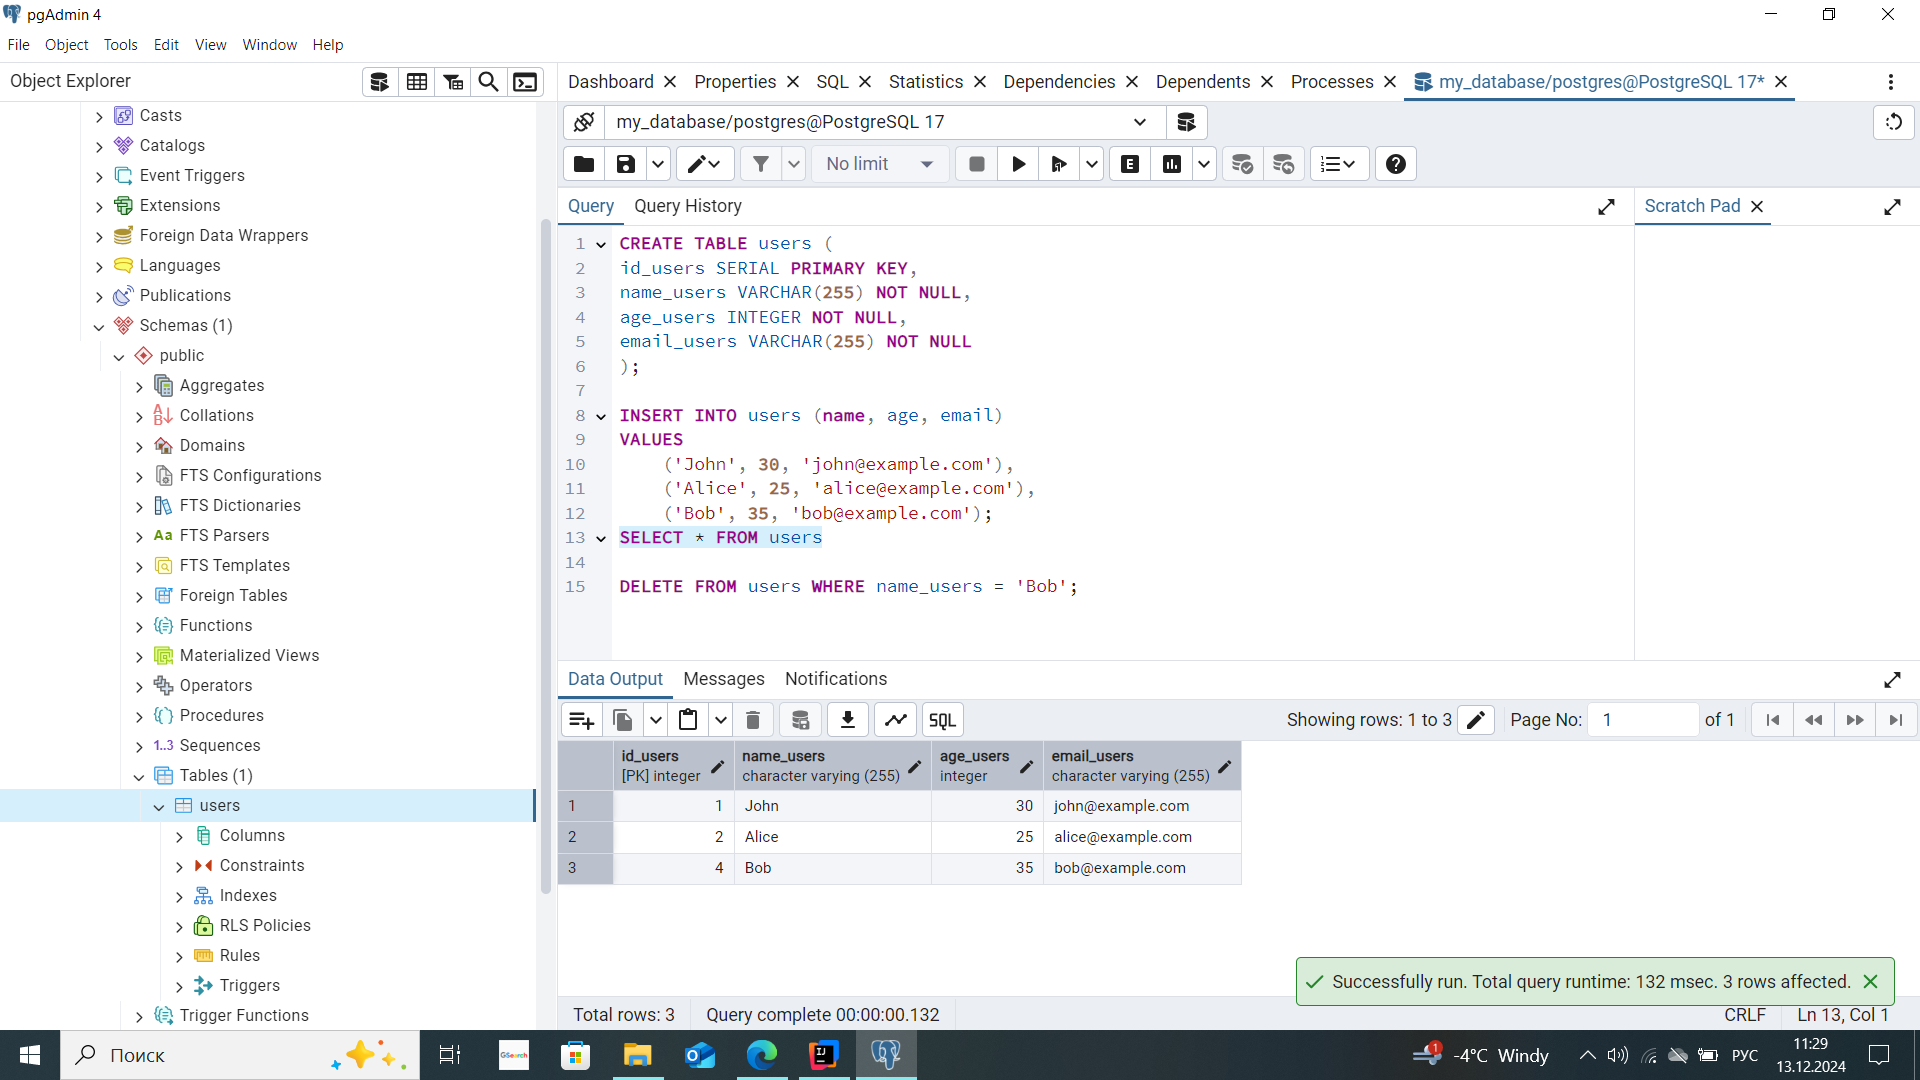 pgAdmin 4
File Object Tools Edit View Window Help
Object Explorer
Casts
Catalogs
Event Triggers
Extensions
Foreign Data Wrappers
Languages
Publications
Schemas (1)
public
Aggregates
Collations
Domains
FTS Configurations
FTS Dictionaries
Aa FTS Parsers
FTS Templates
Foreign Tables
Functions
Materialized Views
Operators
Procedures
1..3 Sequences
Tables (1)
users
Columns
Constraints
Indexes
RLS Policies
Rules
Triggers
Trigger Functions
Dashboard Properties SQL Statistics Dependencies Dependents Processes my_database/postgres@PostgreSQL 17*
my_database/postgres@PostgreSQL 17
No limit E
Query Query History
Scratch Pad
1 CREATE TABLE users (
2 id_users SERIAL PRIMARY KEY,
3 name_users VARCHAR(255) NOT NULL,
4 age_users INTEGER NOT NULL,
5 email_users VARCHAR(255) NOT NULL
6 );
7
8 INSERT INTO users (name, age, email)
9 VALUES
10 ('John', 30, 'john@example.com'),
11 ('Alice', 25, 'alice@example.com'),
12 ('Bob', 35, 'bob@example.com');
13 SELECT * FROM users
14
15 DELETE FROM users WHERE name_users = 'Bob';
Data Output Messages Notifications
SQL Showing rows: 1 to 3 Page No: 1 of 1
id_users name_users age_users email_users
[PK] integer character varying (255) integer character varying (255)
1 1 John 30 john@example.com
2 2 Alice 25 alice@example.com
3 4 Bob 35 bob@example.com
Successfully run. Total query runtime: 132 msec. 3 rows affected.
Total rows: 3 Query complete 00:00:00.132 CRLF Ln 13, Col 1
Поиск GSearch IJ 1 -4°C Windy РУС 11:29
13.12.2024